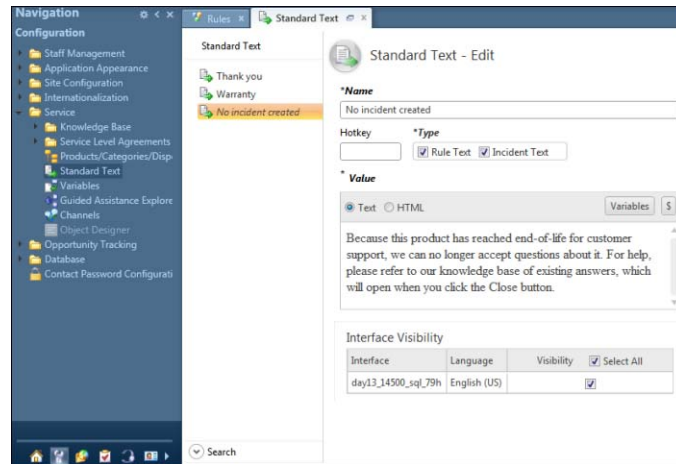 Navigation
Configuration
Staff Management
Application Appearance
Site Configuration
Internationalization
Service
Knowledge Base
Service Level Agreements
Products/Categories/Disp
Standard Text
Variables
Guided Assistance Explore
Channels
Object Designer
Opportunity Tracking
Database
Contact Password Configurati
Rules
Standard Text
Standard Text
Thank you
Warranty
No incident created
Search
Standard Text - Edit
*Name
No incident created
Hotkey *Type
Rule Text Incident Text
* Value
Text HTML Variables $
Because this product has reached end-of-life for customer
support, we can no longer accept questions about it. For help,
please refer to our knowledge base of existing answers, which
will open when you click the Close button.
Interface Visibility
Interface Language Visibility Select All
day13_14500_sql_79h English (US)